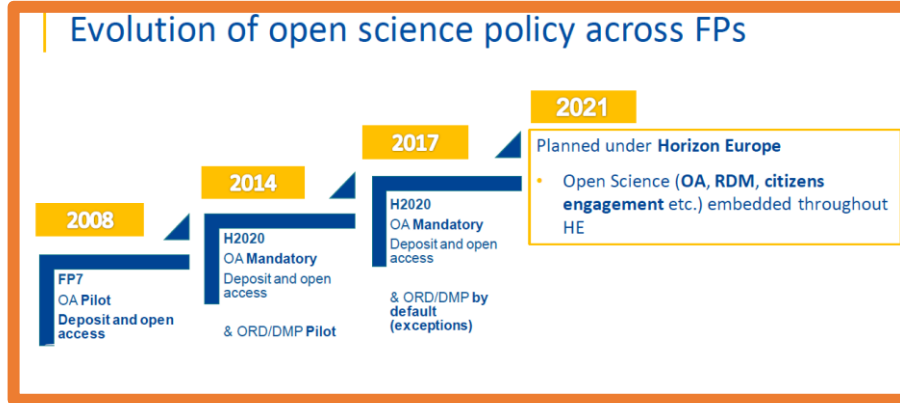 Evolution of open science policy across FPs
2008
FP7
OA Pilot
Deposit and open
access
2014
H2020
OA Mandatory
Deposit and open
access
& ORD/DMP Pilot
2017
H2020
OA Mandatory
Deposit and open
access
& ORD/DMP by
default
(exceptions)
2021
Planned under Horizon Europe
• Open Science (OA, RDM, citizens
engagement etc.) embedded throughout
HE